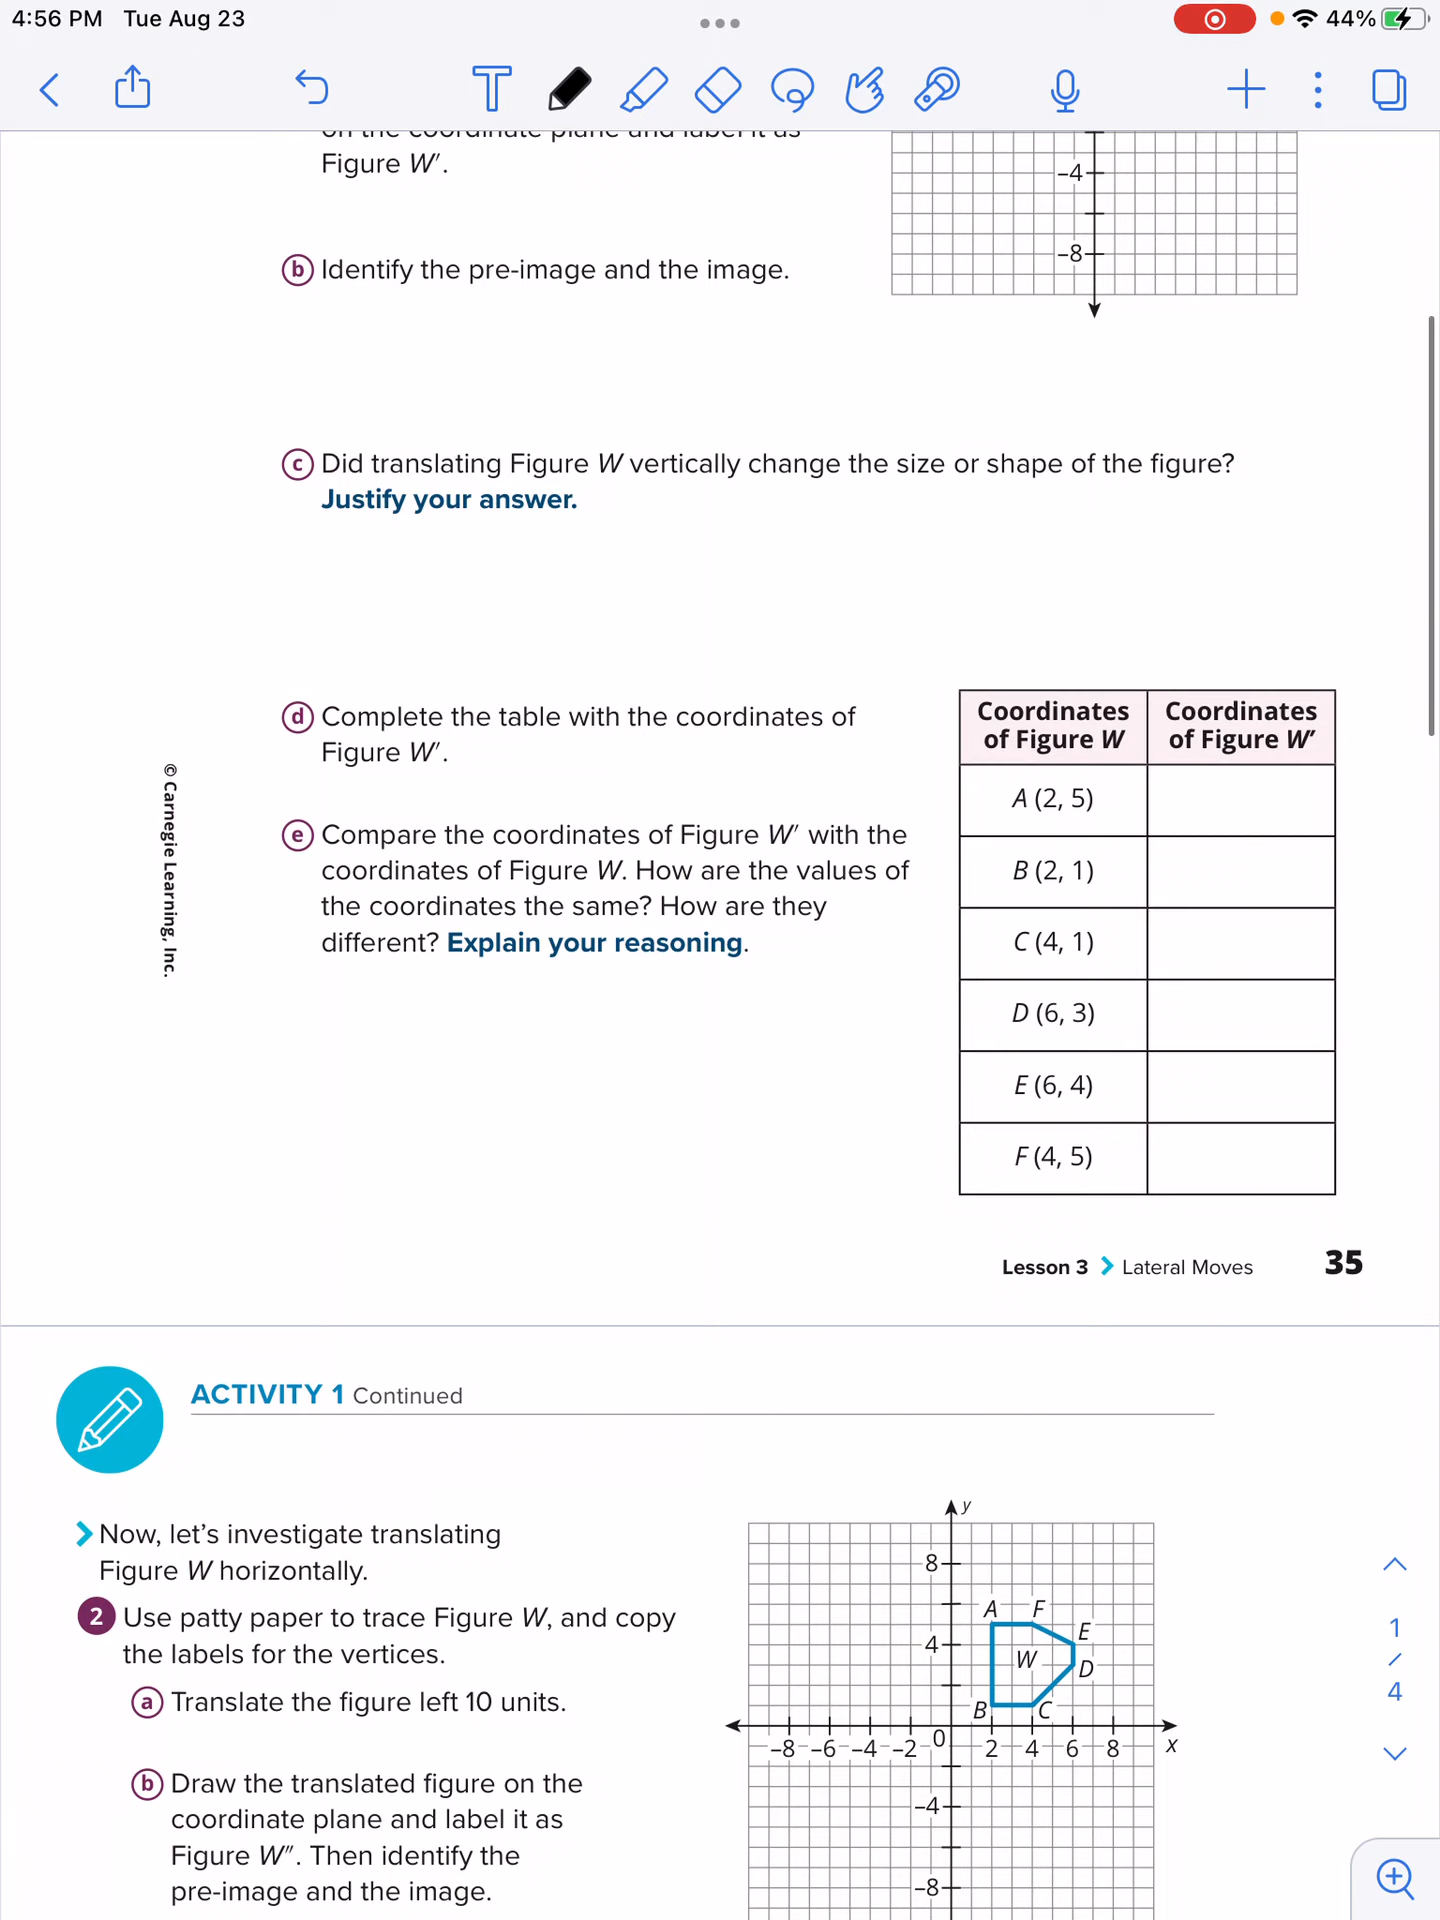 4:56 PM Tue Aug 23
44%
on the coordinate plane and label it as
Figure W′.
–4
–8
b Identify the pre-image and the image.
c Did translating Figure W vertically change the size or shape of the figure?
Justify your answer.
d Complete the table with the coordinates of
Figure W′.
e Compare the coordinates of Figure W′ with the
coordinates of Figure W. How are the values of
the coordinates the same? How are they
different? Explain your reasoning.
Coordinates of Figure W
Coordinates of Figure W′
A (2, 5)
B (2, 1)
C (4, 1)
D (6, 3)
E (6, 4)
F (4, 5)
© Carnegie Learning, Inc.
Lesson 3 > Lateral Moves 35
ACTIVITY 1 Continued
Now, let’s investigate translating
Figure W horizontally.
2 Use patty paper to trace Figure W, and copy
the labels for the vertices.
a Translate the figure left 10 units.
b Draw the translated figure on the
coordinate plane and label it as
Figure W″. Then identify the
pre-image and the image.
y
8
A F
E
4
W
D
B C
0
–8 –6 –4 –2 2 4 6 8 x
–4
–8
1
/
4